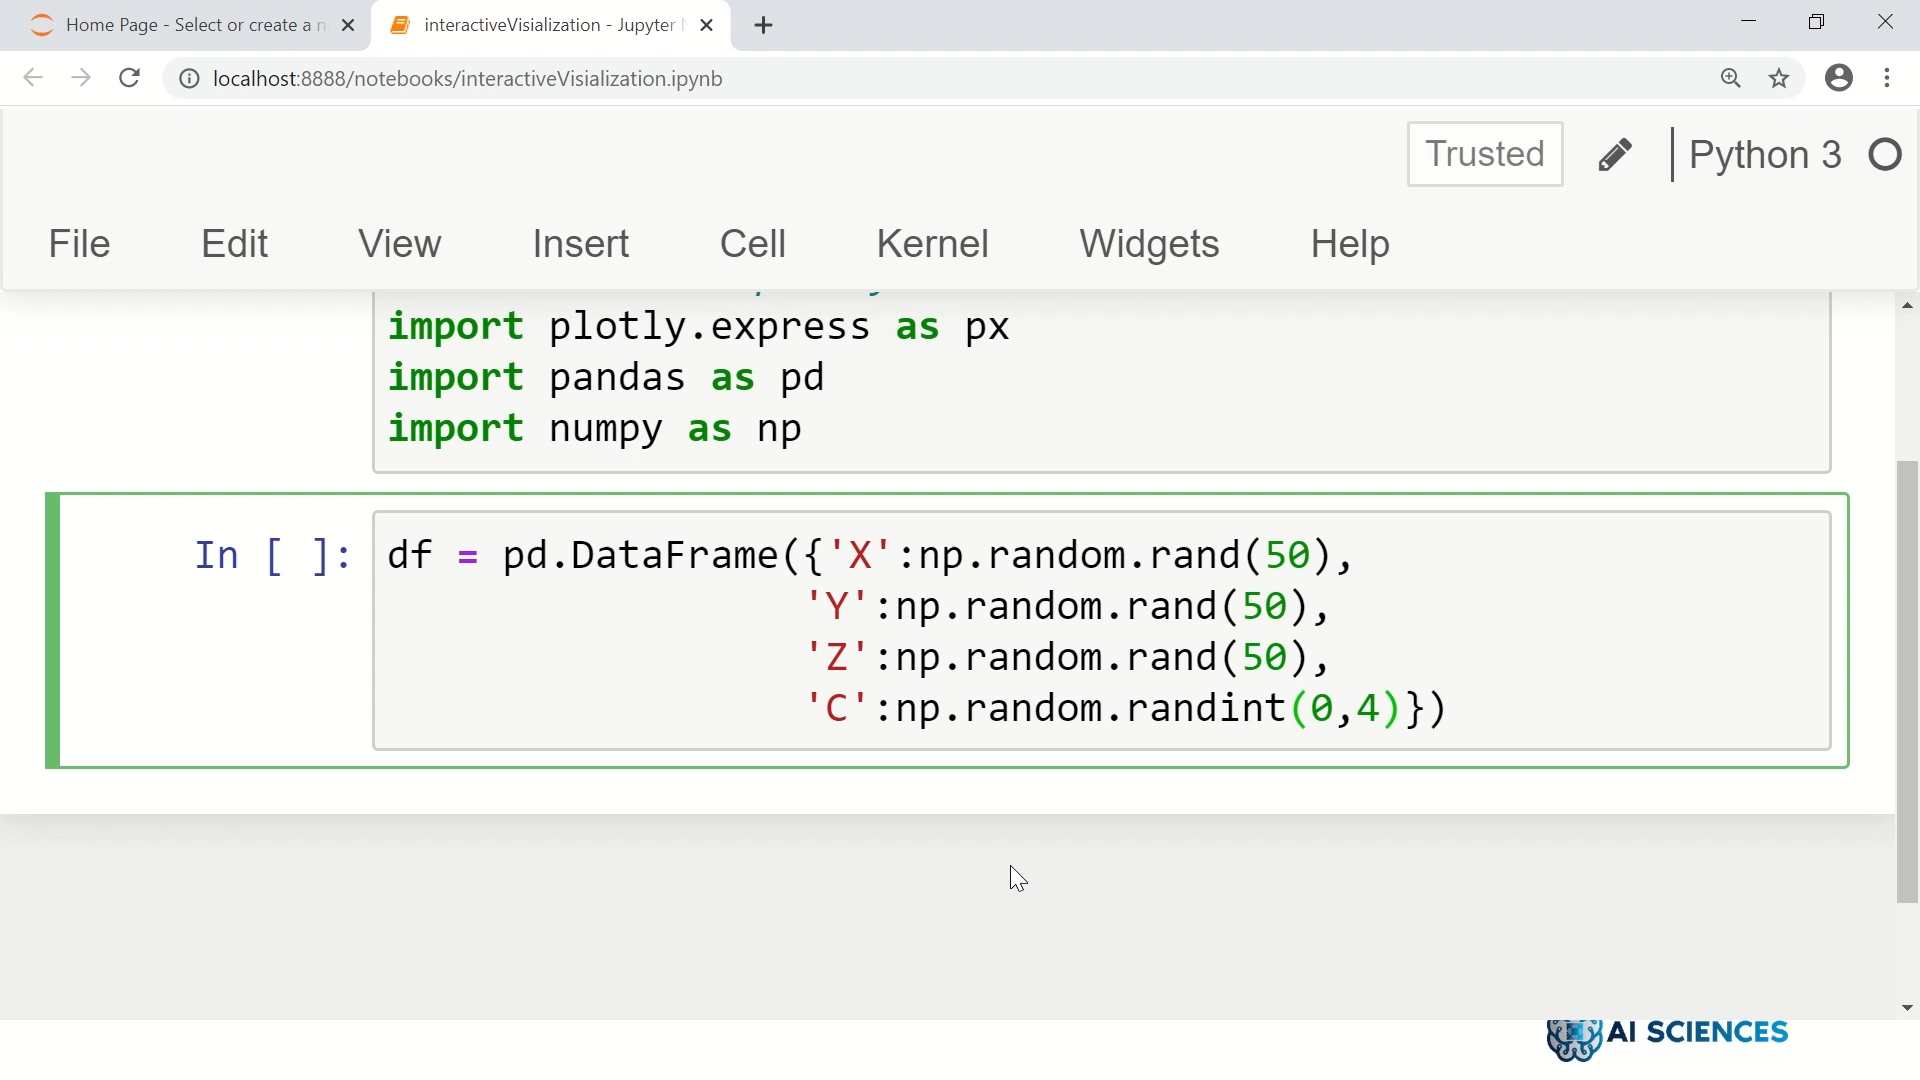 Home Page - Select or create a n
interactiveVisialization - Jupyter N
localhost:8888/notebooks/interactiveVisialization.ipynb
Trusted
Python 3
File Edit View Insert Cell Kernel Widgets Help
import plotly.express as px
import pandas as pd
import numpy as np
In [ ]: df = pd.DataFrame({'X':np.random.rand(50),
'Y':np.random.rand(50),
'Z':np.random.rand(50),
'C':np.random.randint(0,4)})
AI SCIENCES